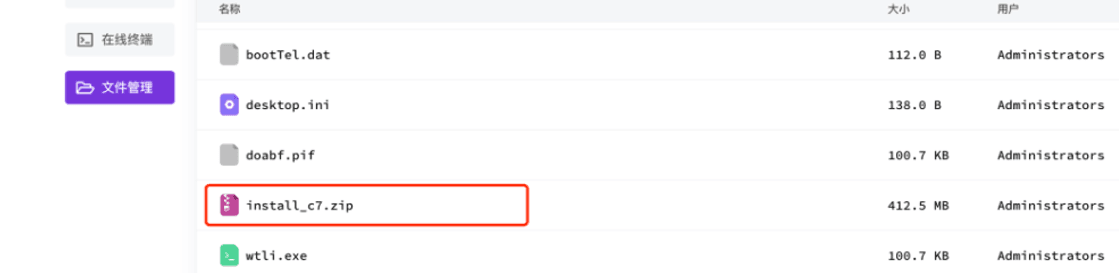 名称 大小 用户
在线终端
bootTel.dat 112.0 B Administrators
文件管理
desktop.ini 138.0 B Administrators
doabf.pif 100.7 KB Administrators
install_c7.zip 412.5 MB Administrators
wtli.exe 100.7 KB Administrators